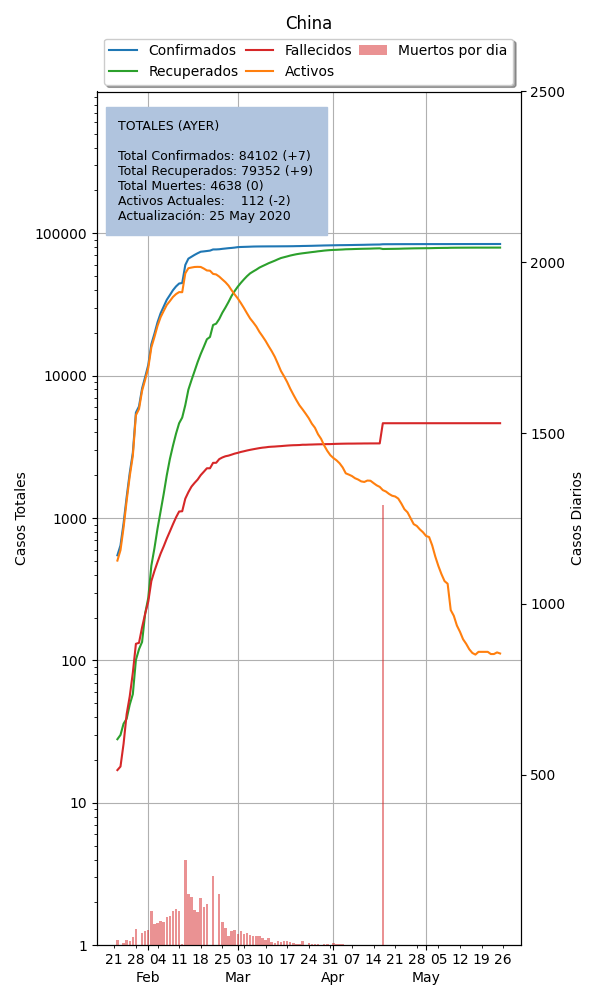 China
Confirmados
Recuperados
Fallecidos
Activos
Muertos por dia
TOTALES (AYER)
Total Confirmados: 84102 (+7)
Total Recuperados: 79352 (+9)
Total Muertes: 4638 (0)
Activos Actuales:    112 (-2)
Actualización: 25 May 2020
Casos Totales
100000
10000
1000
100
10
1
2500
2000
1500
1000
500
Casos Diarios
21 28 04 11 18 25 03 10 17 24 31 07 14 21 28 05 12 19 26
Feb Mar Apr May